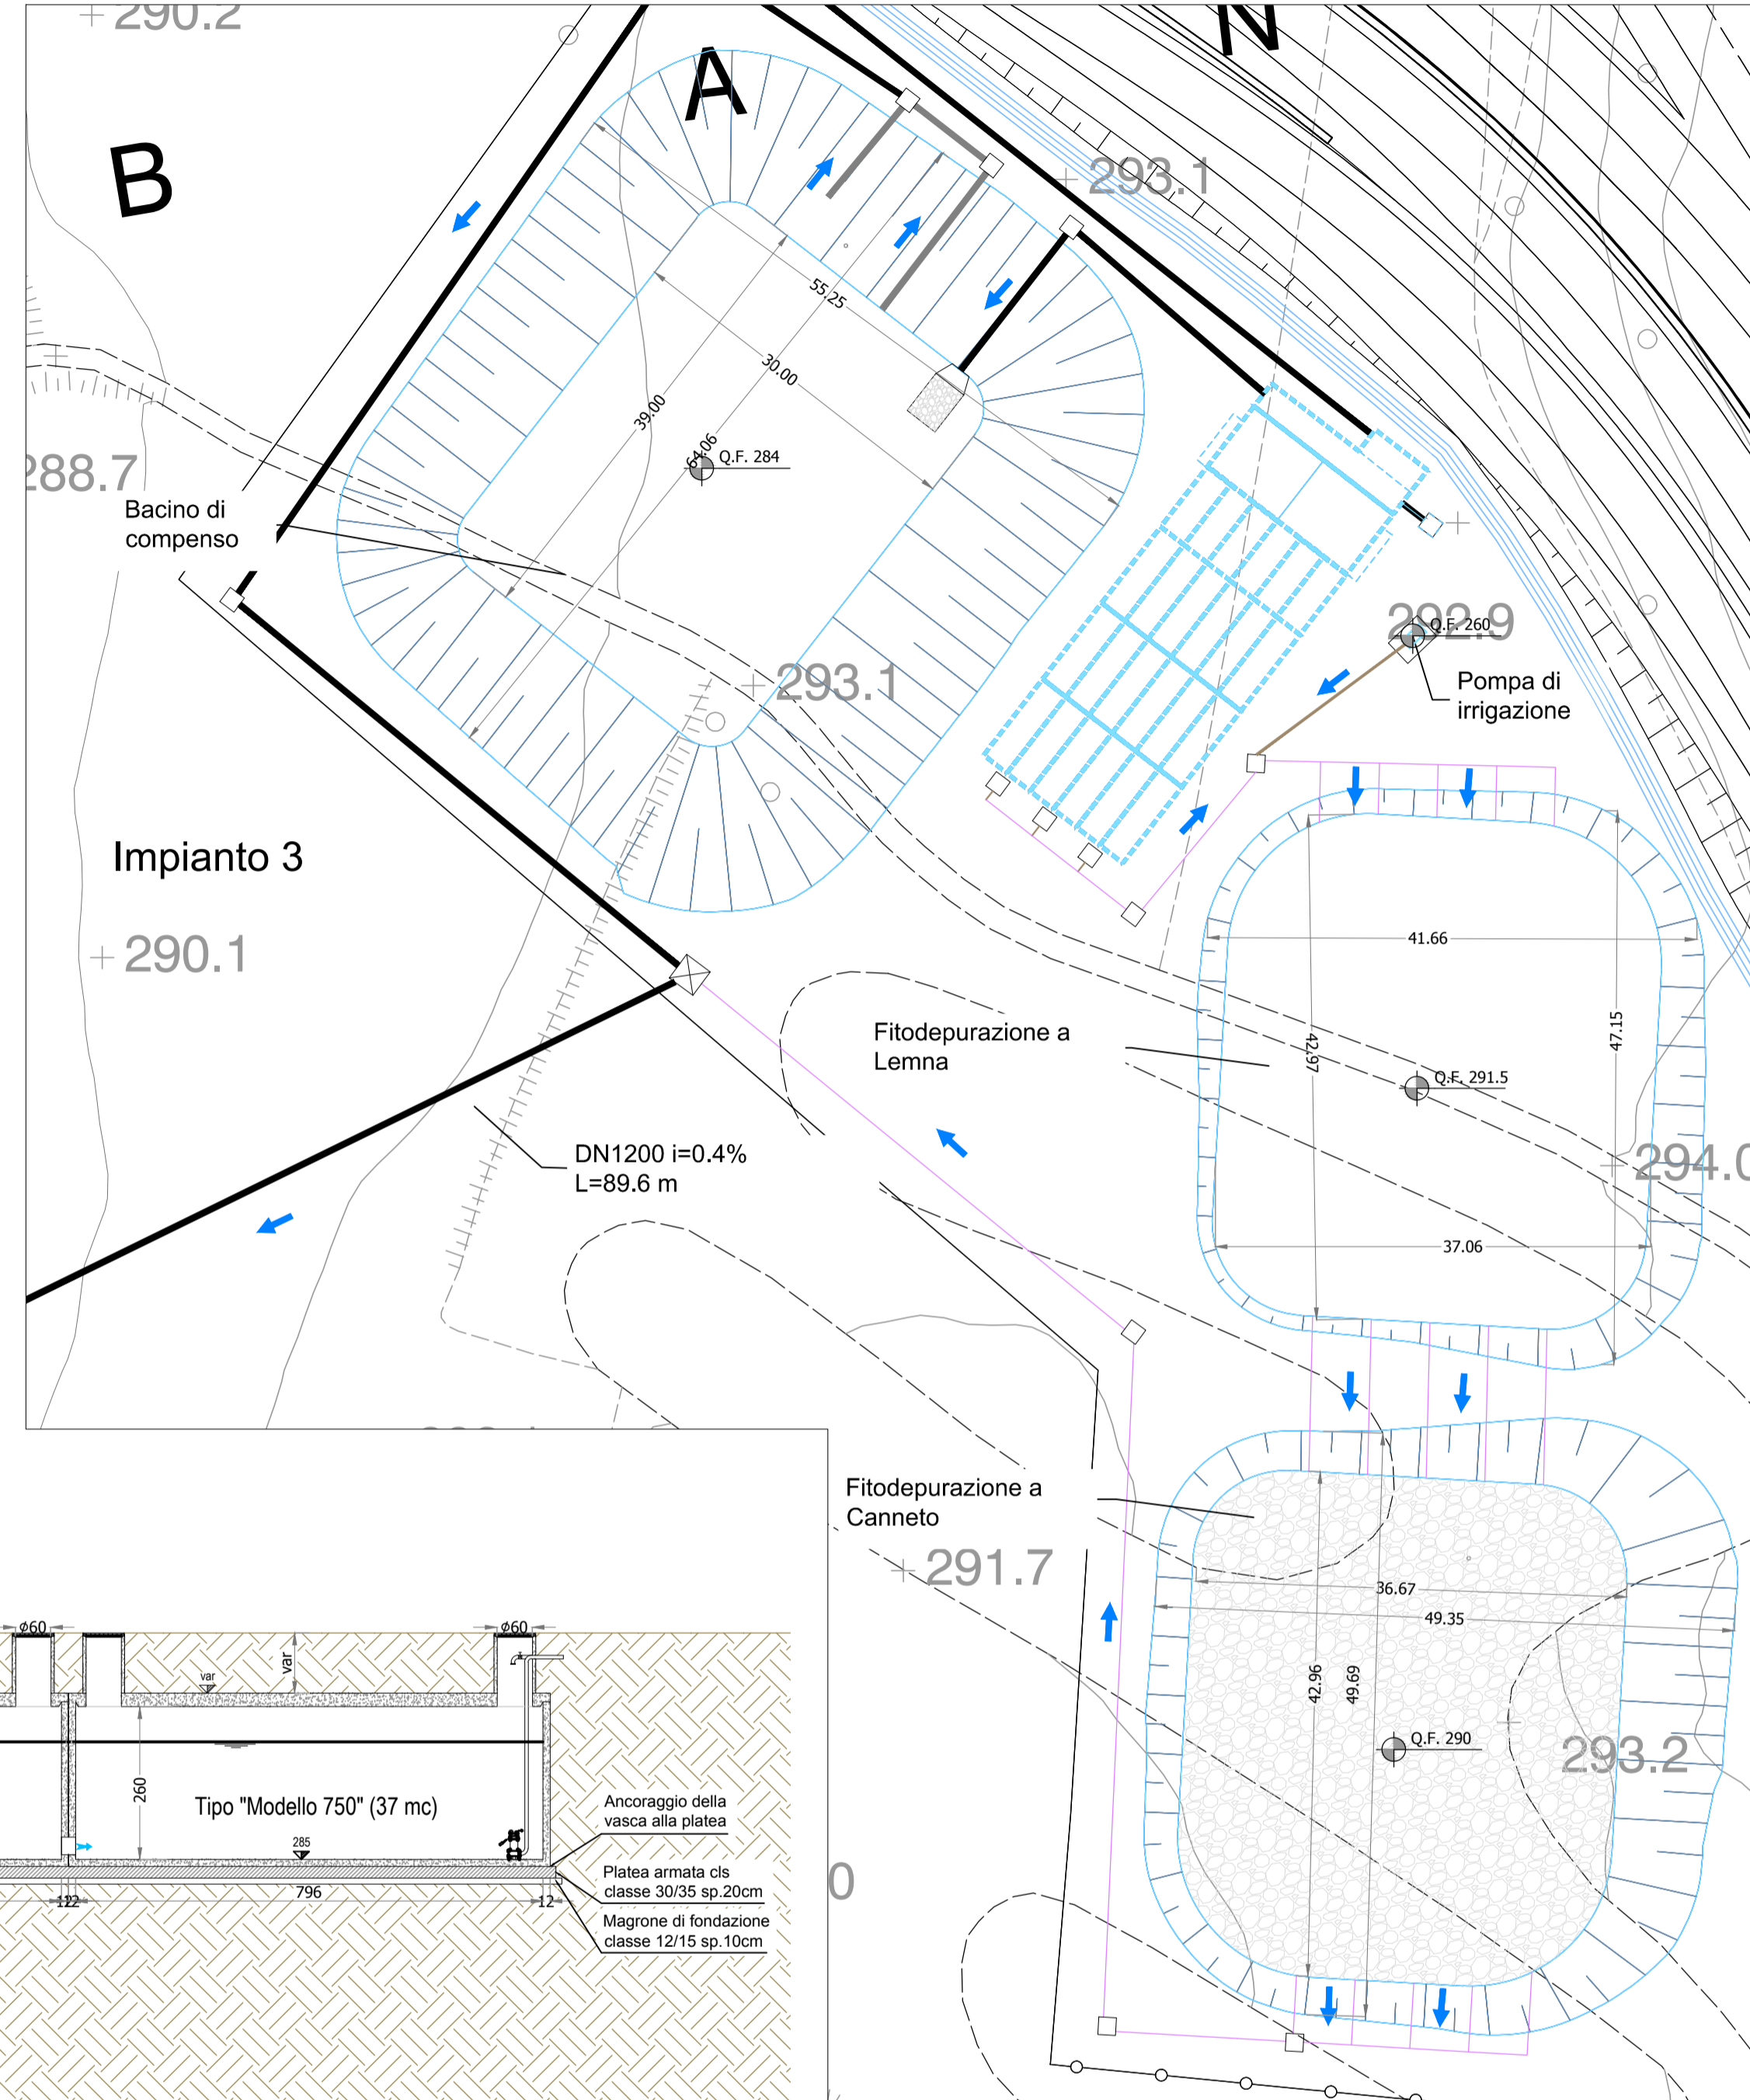 290.2
N
A
B
293.1
55.25
30.00
39.00
64.06
Q.F. 284
288.7
Bacino di
compenso
292.9
Q.F. 260
Pompa di
irrigazione
293.1
Impianto 3
290.1
41.66
Fitodepurazione a
Lemna
42.97
47.15
Q.F. 291.5
DN1200 i=0.4%
L=89.6 m
294.0
37.06
Fitodepurazione a
Canneto
291.7
36.67
49.35
42.96
49.69
Q.F. 290
293.2
ϕ60
ϕ60
var
var
260
Tipo "Modello 750" (37 mc)
285
Ancoraggio della
vasca alla platea
Platea armata cls
classe 30/35 sp.20cm
796
12
Magrone di fondazione
classe 12/15 sp.10cm
0